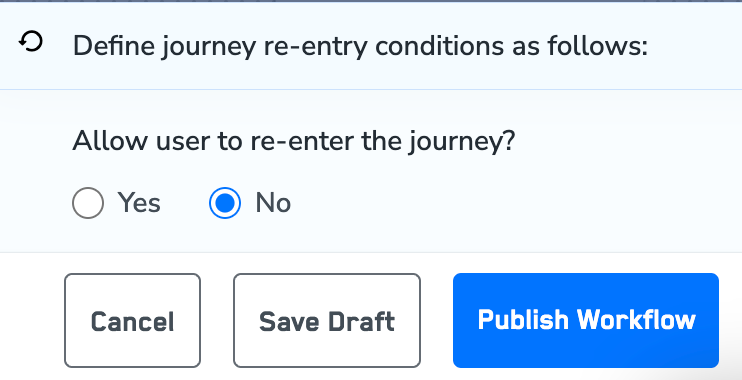 Define journey re-entry conditions as follows:
Allow user to re-enter the journey?
Yes No
Cancel Save Draft Publish Workflow